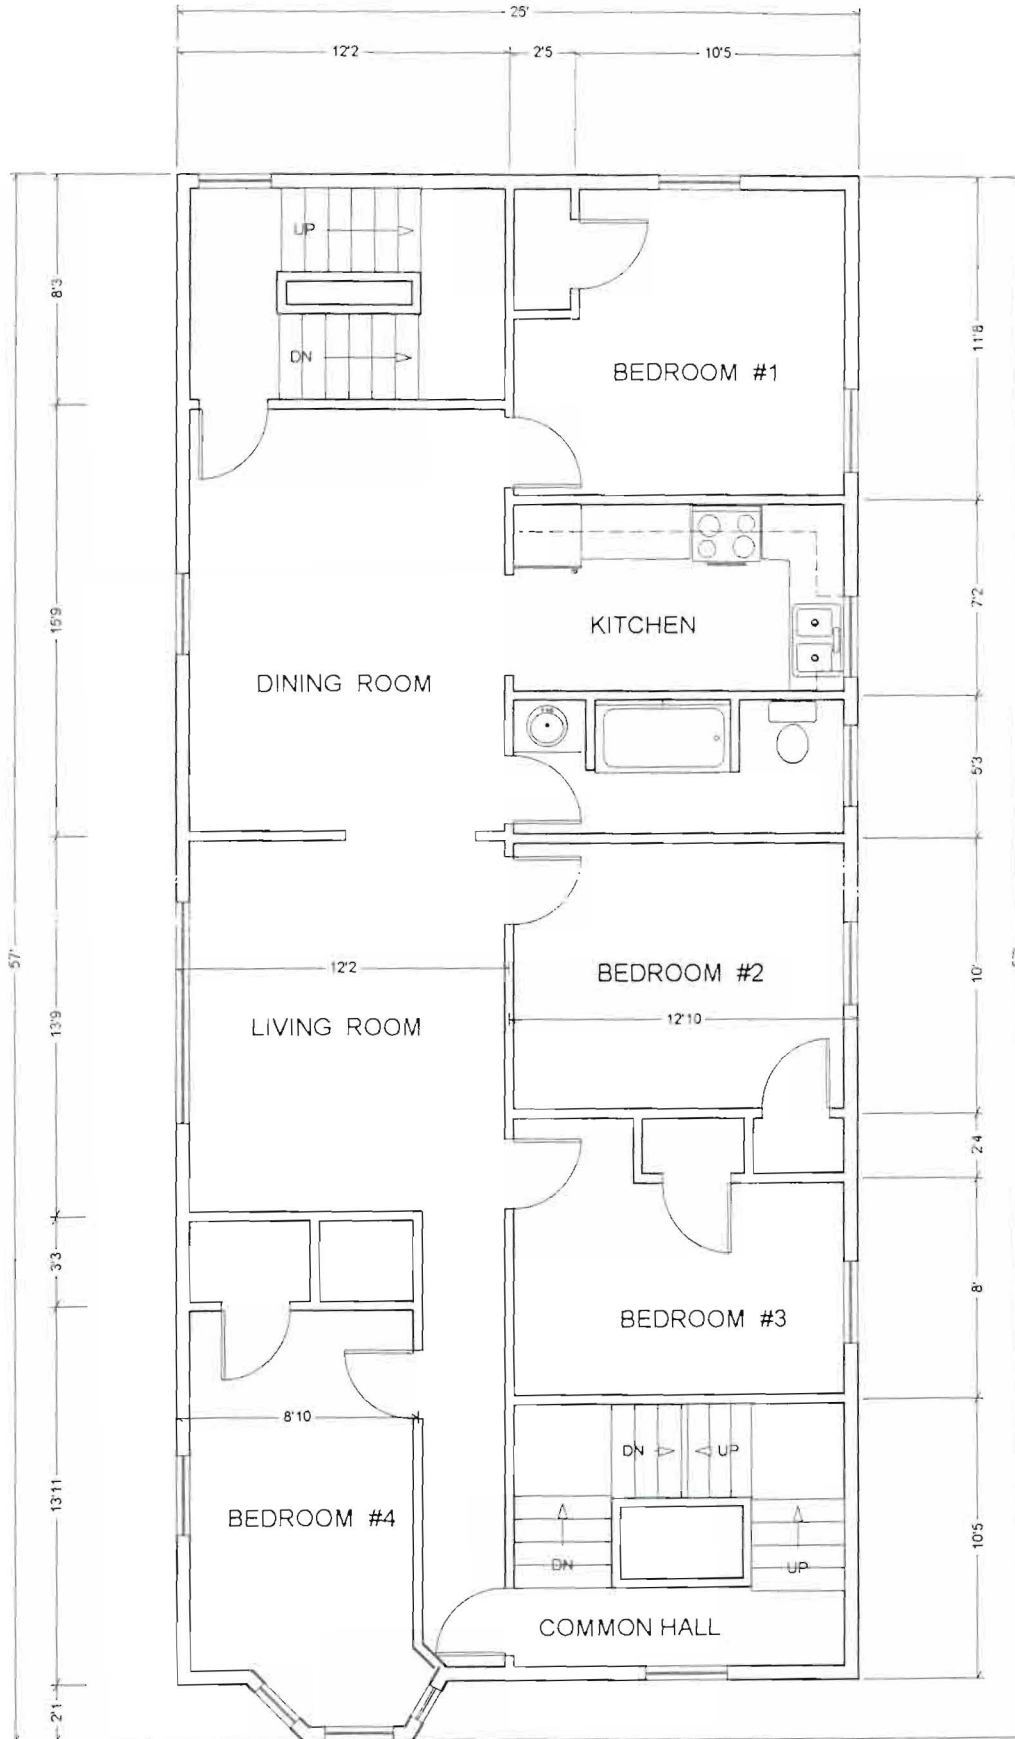 25'
12'2
2'5
10'5
UP
8'3
DN
11'8
BEDROOM #1
15'9
7'2
KITCHEN
DINING ROOM
5'3
57'
12'2
BEDROOM #2
10'
13'9
LIVING ROOM
12'10
2'4
3'3
8'
BEDROOM #3
8'10
DN
UP
13'11
BEDROOM #4
10'5
DN
UP
COMMON HALL
2'1